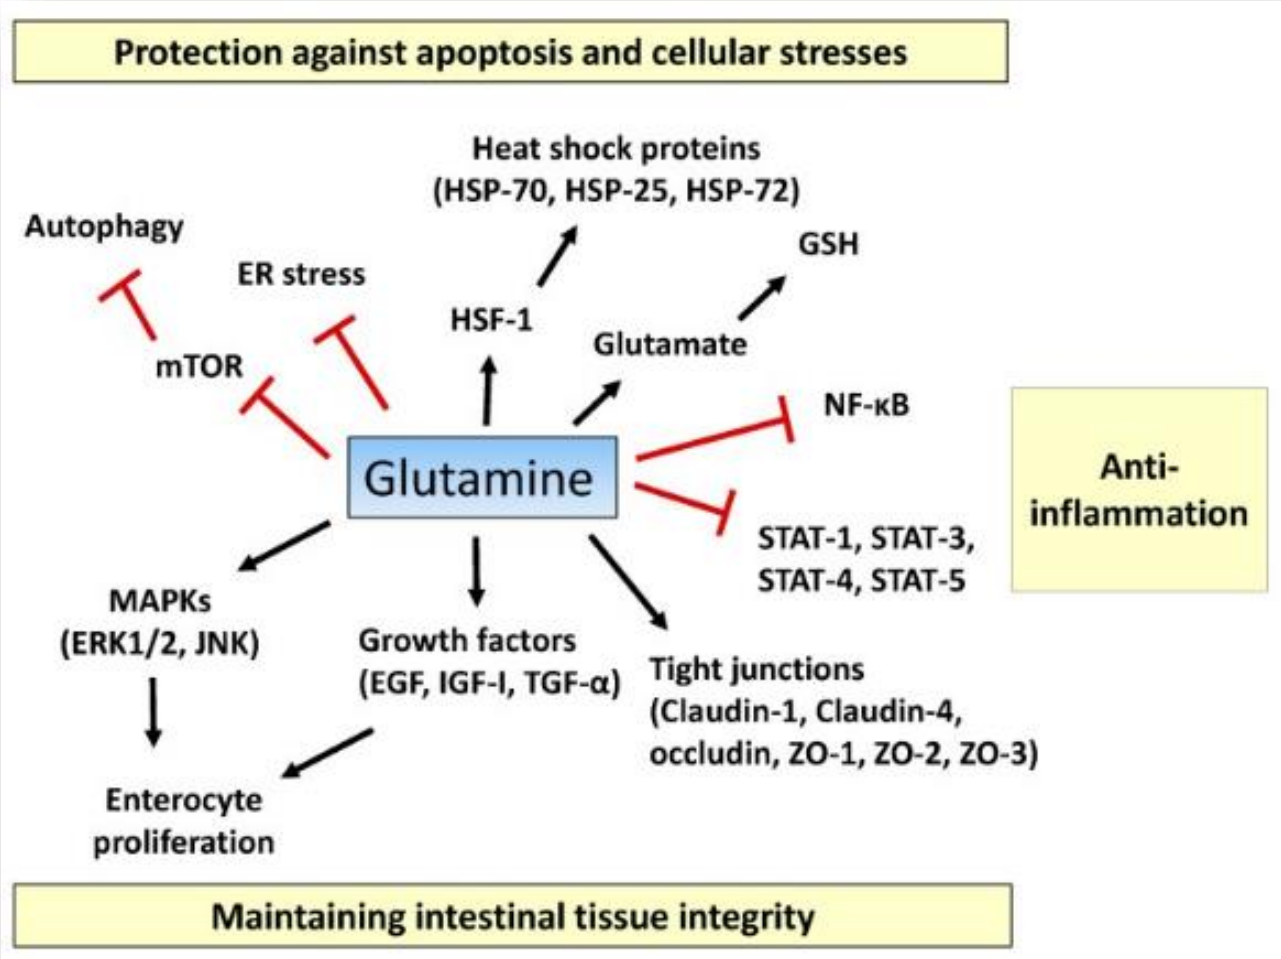 Protection against apoptosis and cellular stresses
Heat shock proteins
(HSP-70, HSP-25, HSP-72)
Autophagy
GSH
ER stress
HSF-1
Glutamate
mTOR
NF-κB
Anti-
inflammation
Glutamine
STAT-1, STAT-3,
STAT-4, STAT-5
MAPKs
(ERK1/2, JNK)
Growth factors
(EGF, IGF-I, TGF-α)
Tight junctions
(Claudin-1, Claudin-4,
occludin, ZO-1, ZO-2, ZO-3)
Enterocyte
proliferation
Maintaining intestinal tissue integrity